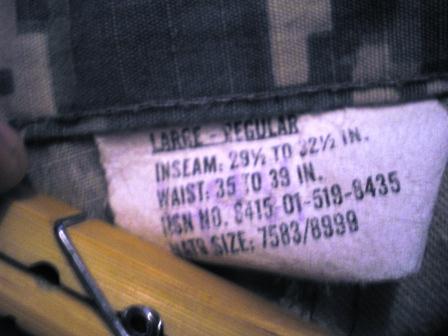 LARGE - REGULAR
INSEAM: 29½ TO 32½ IN.
WAIST: 35 TO 39 IN.
NSN NO. 8415-01-519-8435
NATO SIZE: 7583/8999